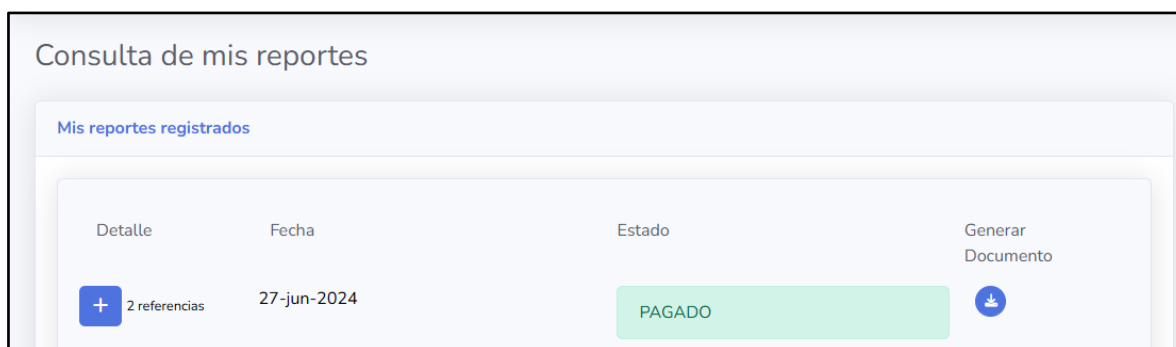 Consulta de mis reportes
Mis reportes registrados
Detalle Fecha Estado Generar
Documento
2 referencias 27-jun-2024 PAGADO